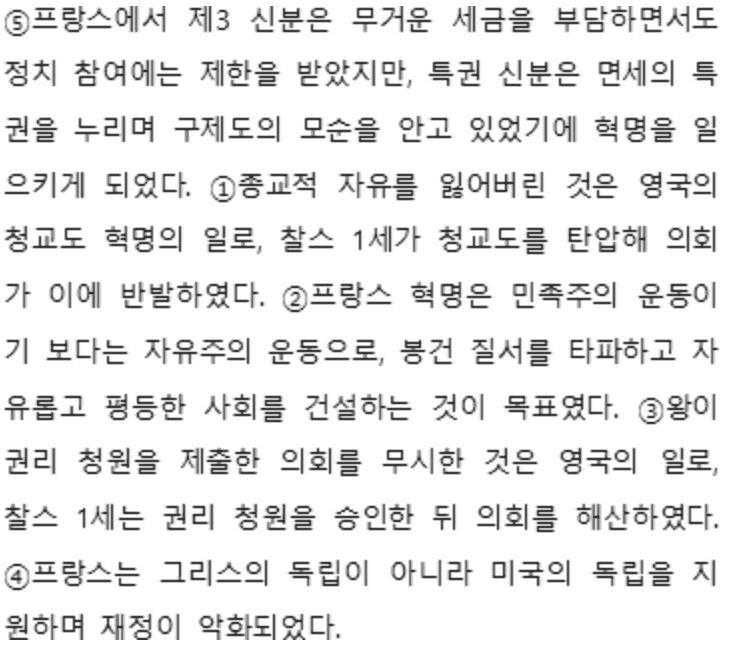 ⑤프랑스에서 제3 신분은 무거운 세금을 부담하면서도
정치 참여에는 제한을 받았지만, 특권 신분은 면세의 특
권을 누리며 구제도의 모순을 안고 있었기에 혁명을 일
으키게 되었다. ①종교적 자유를 잃어버린 것은 영국의
청교도 혁명의 일로, 찰스 1세가 청교도를 탄압해 의회
가 이에 반발하였다. ②프랑스 혁명은 민족주의 운동이
기 보다는 자유주의 운동으로, 봉건 질서를 타파하고 자
유롭고 평등한 사회를 건설하는 것이 목표였다. ③왕이
권리 청원을 제출한 의회를 무시한 것은 영국의 일로,
찰스 1세는 권리 청원을 승인한 뒤 의회를 해산하였다.
④프랑스는 그리스의 독립이 아니라 미국의 독립을 지
원하며 재정이 악화되었다.